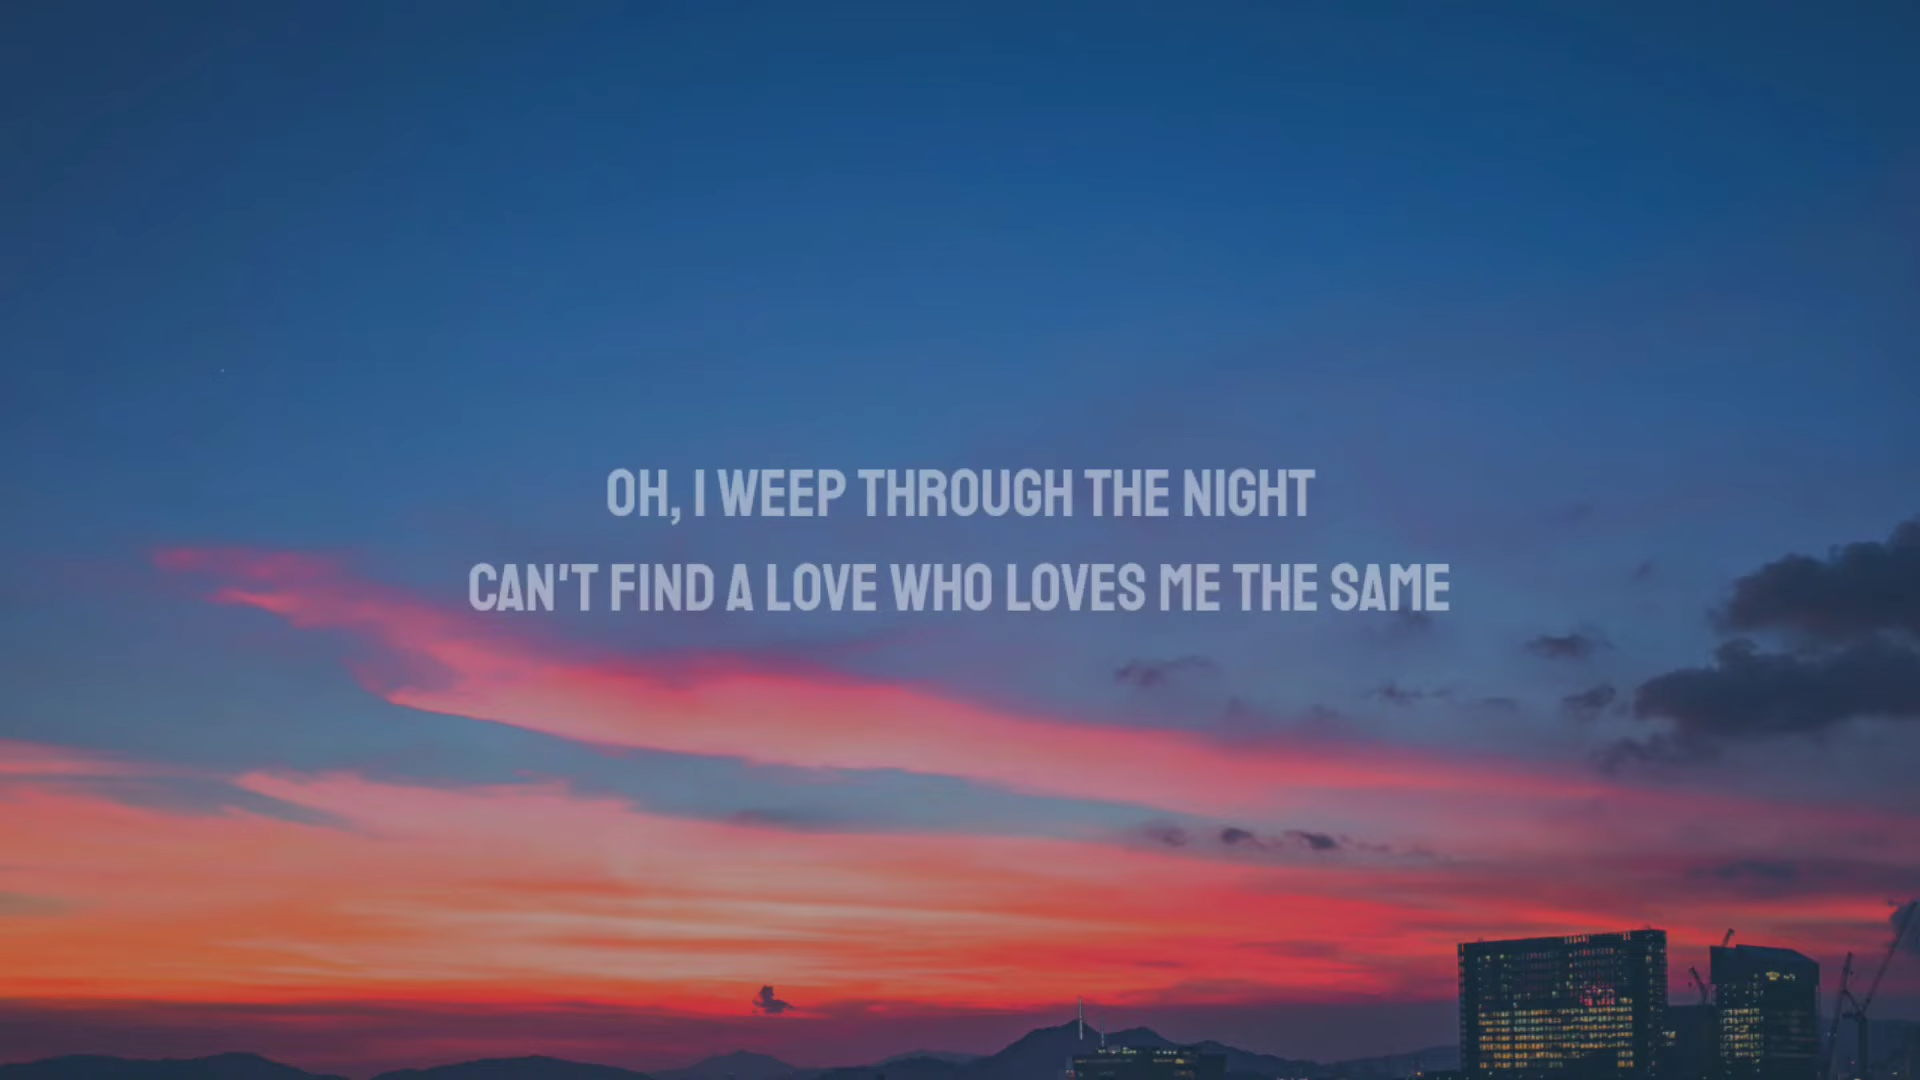 OH, I WEEP THROUGH THE NIGHT
CAN'T FIND A LOVE WHO LOVES ME THE SAME